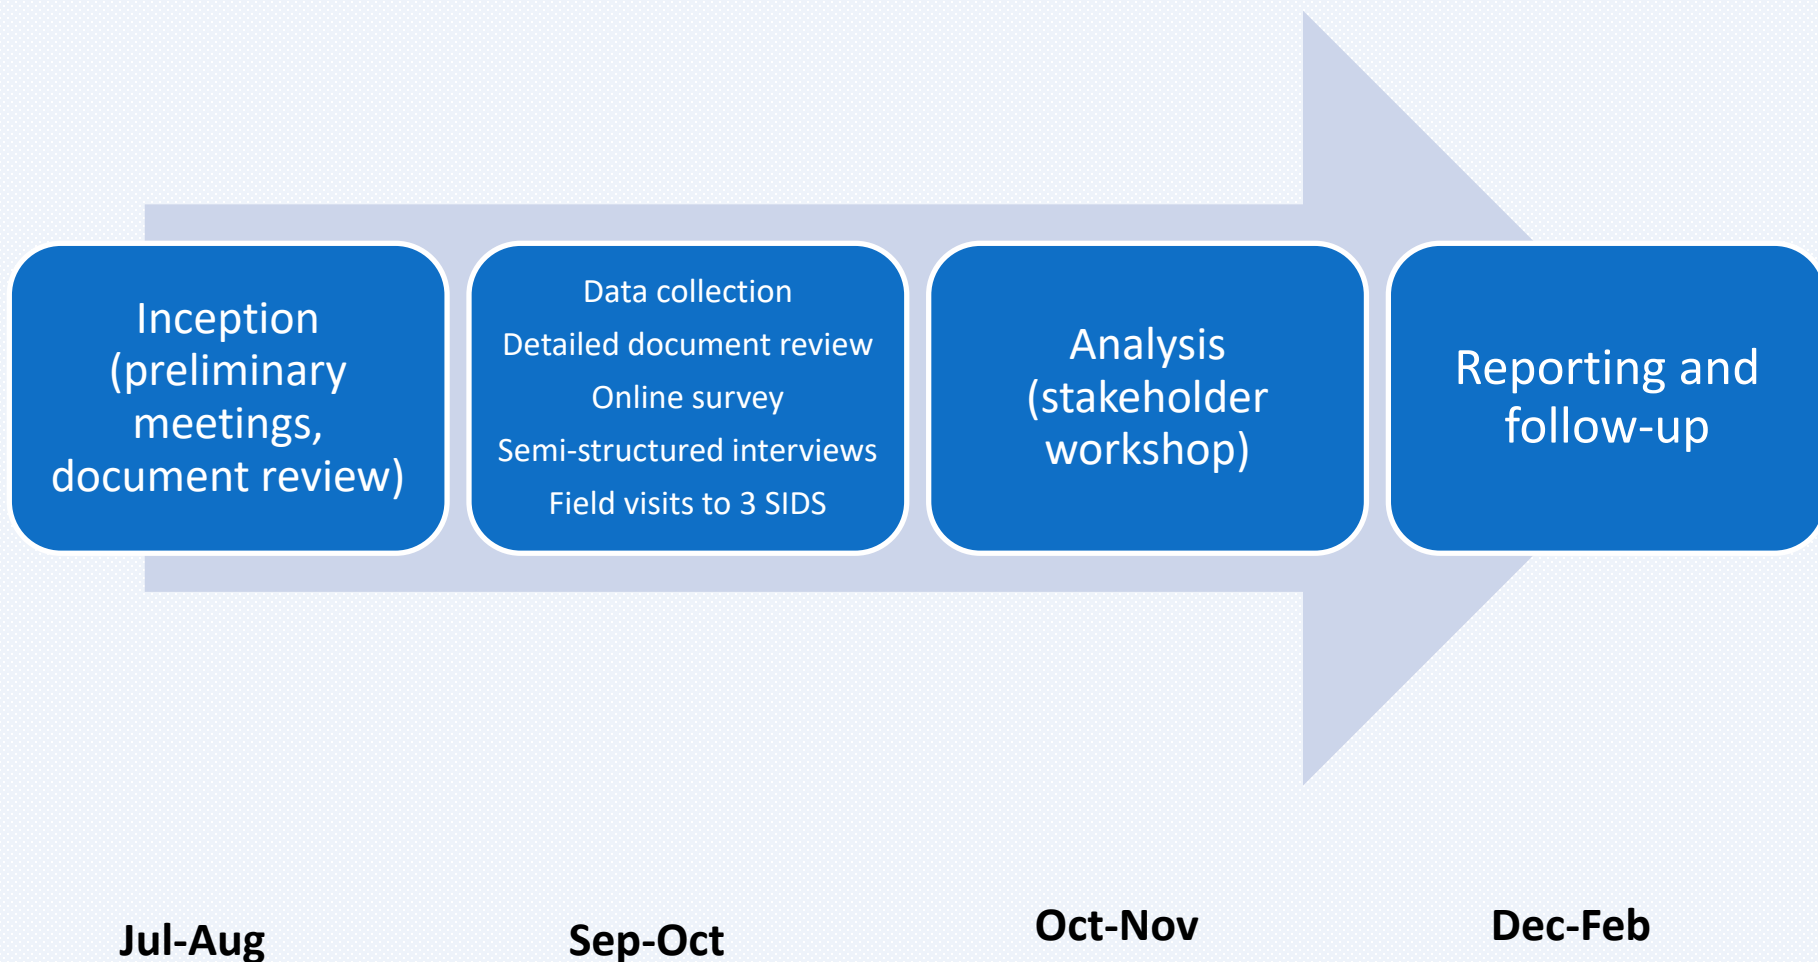 Inception
(preliminary
meetings,
document review)
Data collection
Detailed document review
Online survey
Semi-structured interviews
Field visits to 3 SIDS
Analysis
(stakeholder
workshop)
Reporting and
follow-up
Jul-Aug
Sep-Oct
Oct-Nov
Dec-Feb